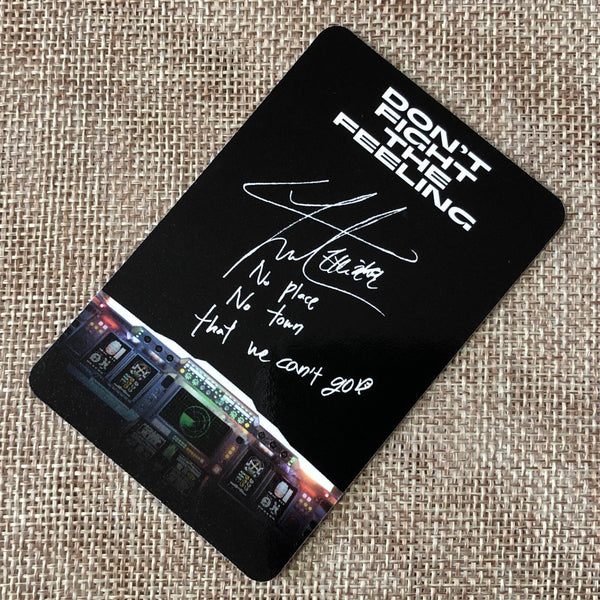 DON'T
FIGHT
THE
FEELING
No place
No town
that we can't go